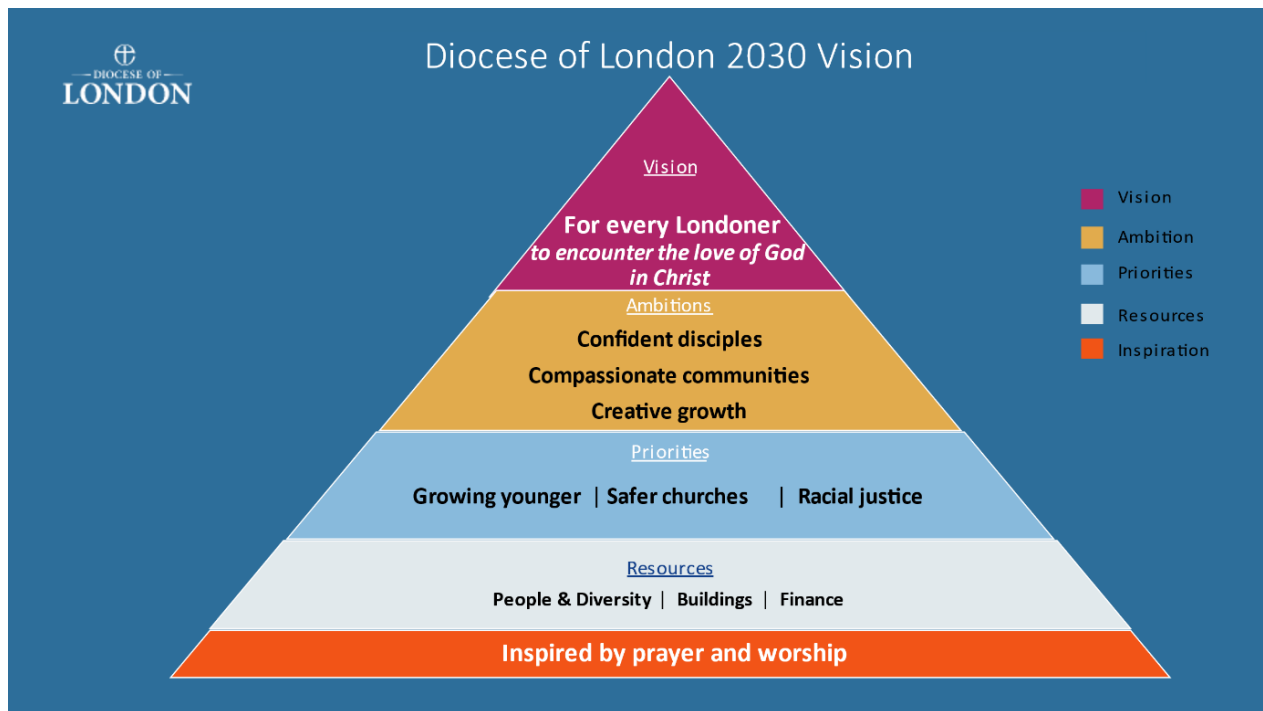 Diocese of London 2030 Vision
DIOCESE OF
LONDON
Vision
For every Londoner
to encounter the love of God
in Christ
Ambitions
Confident disciples
Compassionate communities
Creative growth
Priorities
Growing younger | Safer churches | Racial justice
Resources
People & Diversity | Buildings | Finance
Inspired by prayer and worship
Vision
Ambition
Priorities
Resources
Inspiration